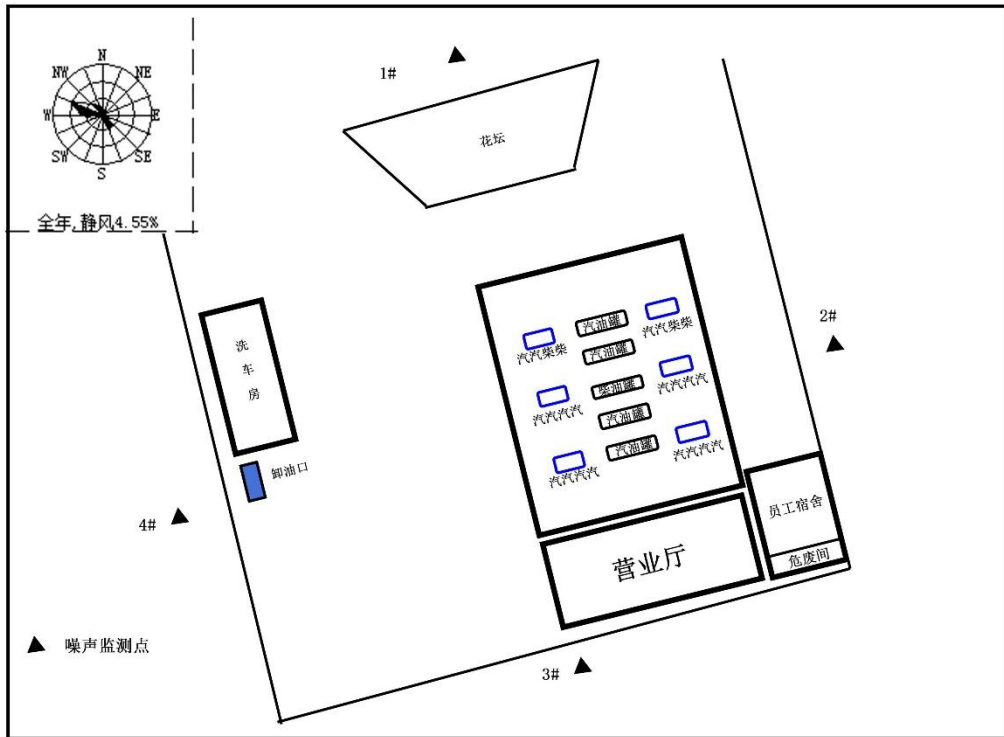 N
NW
NE
W
E
SW
SE
S
全年,静风4.55%
1#
花坛
2#
汽油罐
汽汽柴柴
汽油罐
汽汽柴柴
柴油罐
汽汽汽汽
汽汽汽汽
汽油罐
汽油罐
汽汽汽汽
汽汽汽汽
洗
车
房
卸油口
4#
员工宿舍
危废间
营业厅
3#
噪声监测点